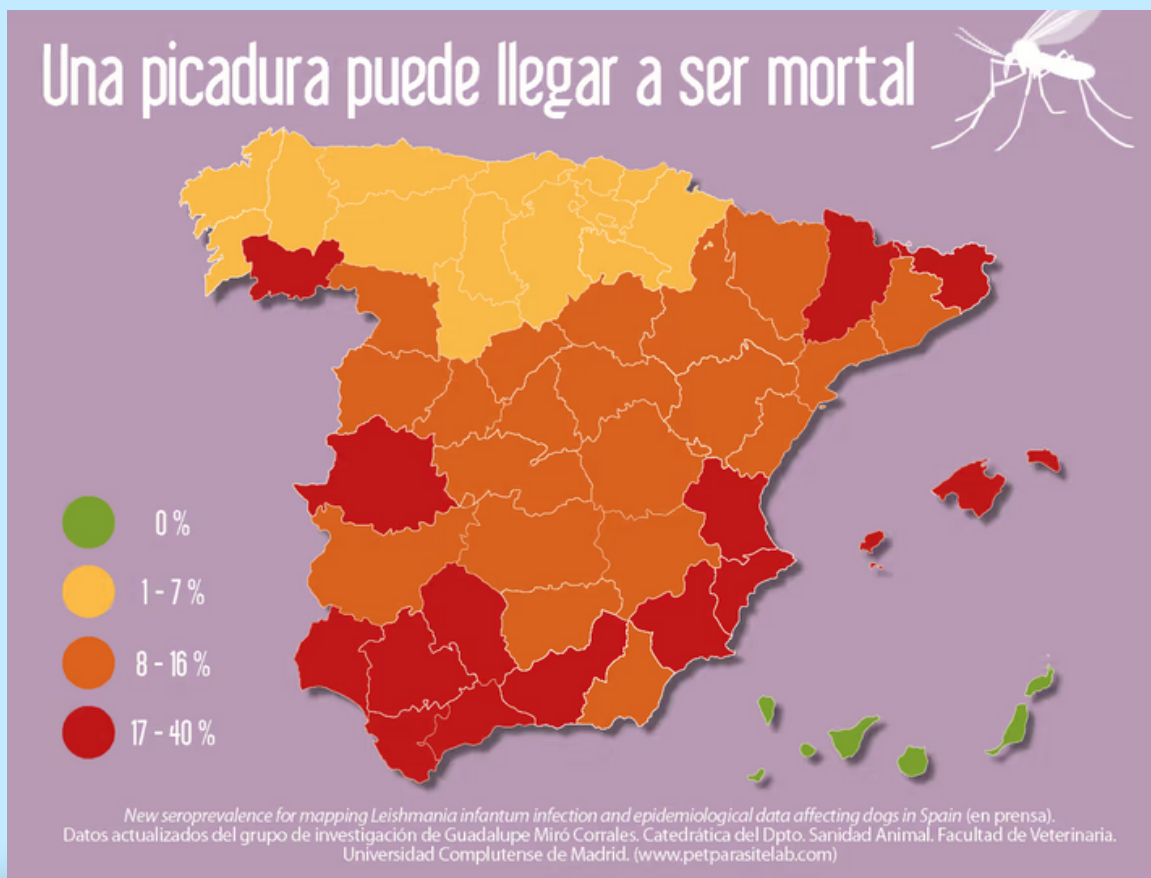 Una picadura puede llegar a ser mortal
0 %
1 - 7 %
8 - 16 %
17 - 40 %
New seroprevalence for mapping Leishmania infantum infection and epidemiological data affecting dogs in Spain (en prensa).
Datos actualizados del grupo de investigación de Guadalupe Miró Corrales. Catedrática del Dpto. Sanidad Animal. Facultad de Veterinaria.
Universidad Complutense de Madrid. (www.petparasitelab.com)